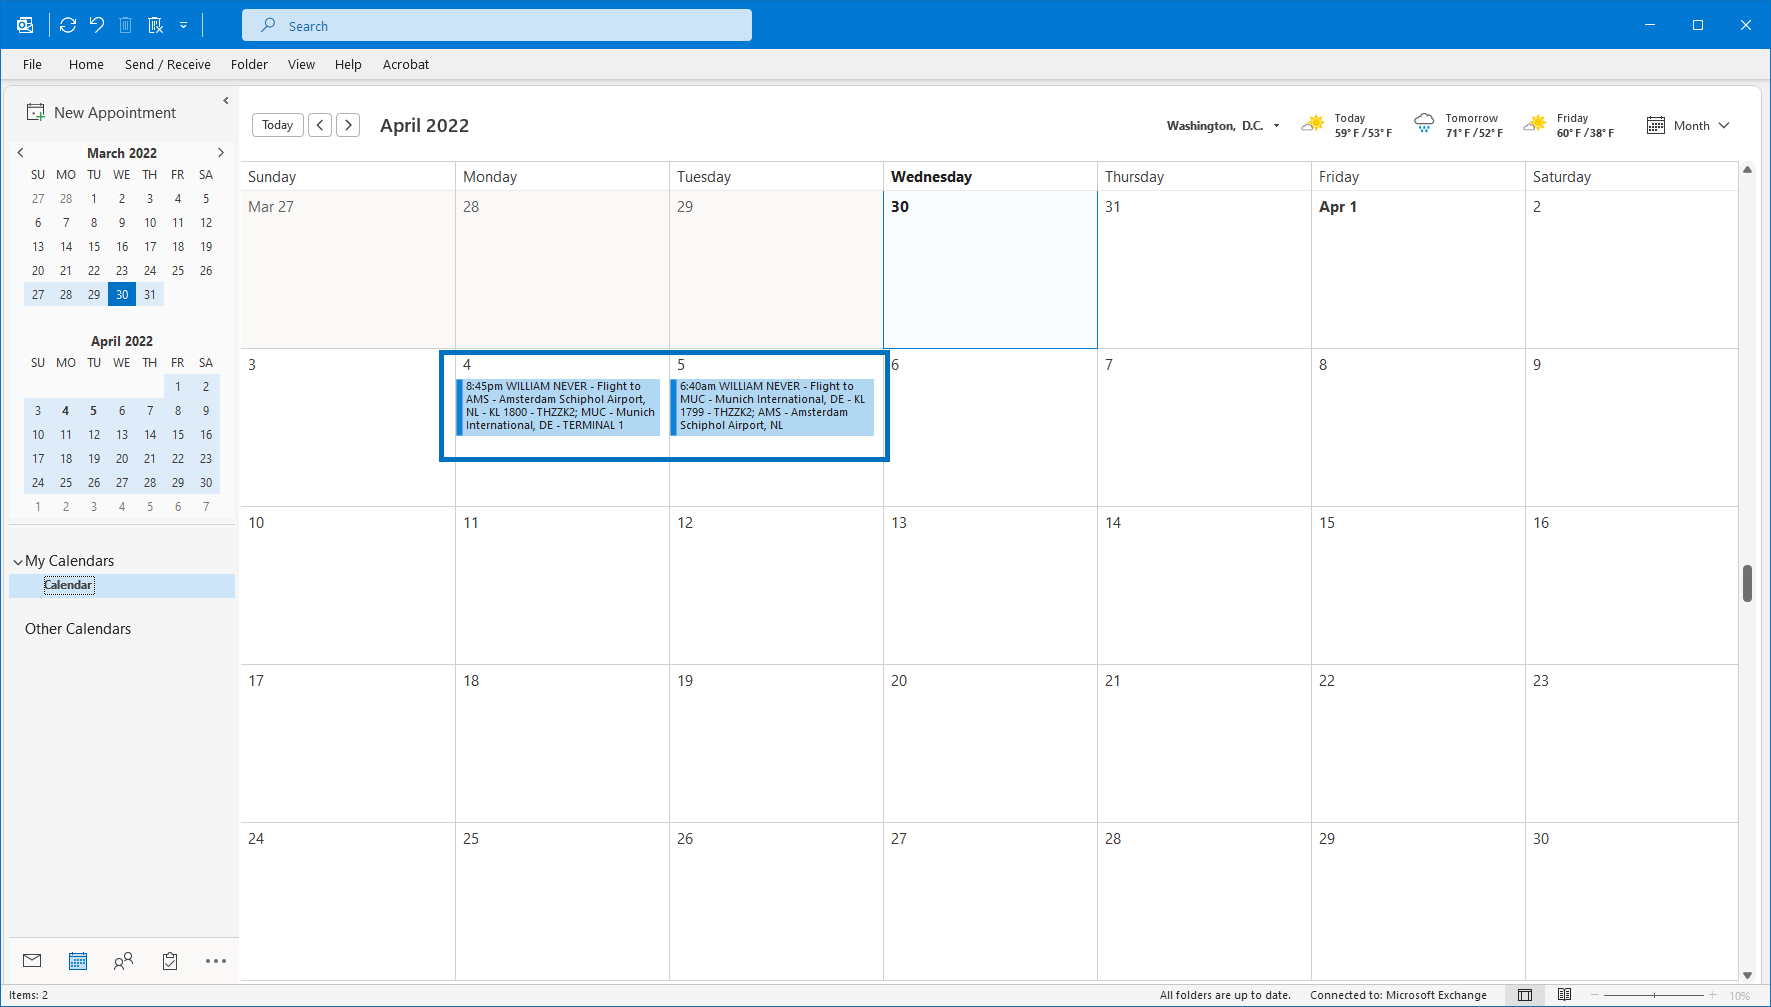 Search
File Home Send / Receive Folder View Help Acrobat
New Appointment
March 2022
SU MO TU WE TH FR SA
27 28 1 2 3 4 5
6 7 8 9 10 11 12
13 14 15 16 17 18 19
20 21 22 23 24 25 26
27 28 29 30 31
April 2022
SU MO TU WE TH FR SA
1 2
3 4 5 6 7 8 9
10 11 12 13 14 15 16
17 18 19 20 21 22 23
24 25 26 27 28 29 30
1 2 3 4 5 6 7
My Calendars
Calendar
Other Calendars
Today April 2022
Washington, D.C.
Today
59° F / 53° F
Tomorrow
71° F / 52° F
Friday
60° F / 38° F
Month
Sunday Monday Tuesday Wednesday Thursday Friday Saturday
Mar 27 28 29 30 31 Apr 1 2
3 4 5 6 7 8 9
8:45pm WILLIAM NEVER - Flight to
AMS - Amsterdam Schiphol Airport,
NL - KL 1800 - THZZK2; MUC - Munich
International, DE - TERMINAL 1
6:40am WILLIAM NEVER - Flight to
MUC - Munich International, DE - KL
1799 - THZZK2; AMS - Amsterdam
Schiphol Airport, NL
10 11 12 13 14 15 16
17 18 19 20 21 22 23
24 25 26 27 28 29 30
Items: 2
All folders are up to date. Connected to: Microsoft Exchange
10%